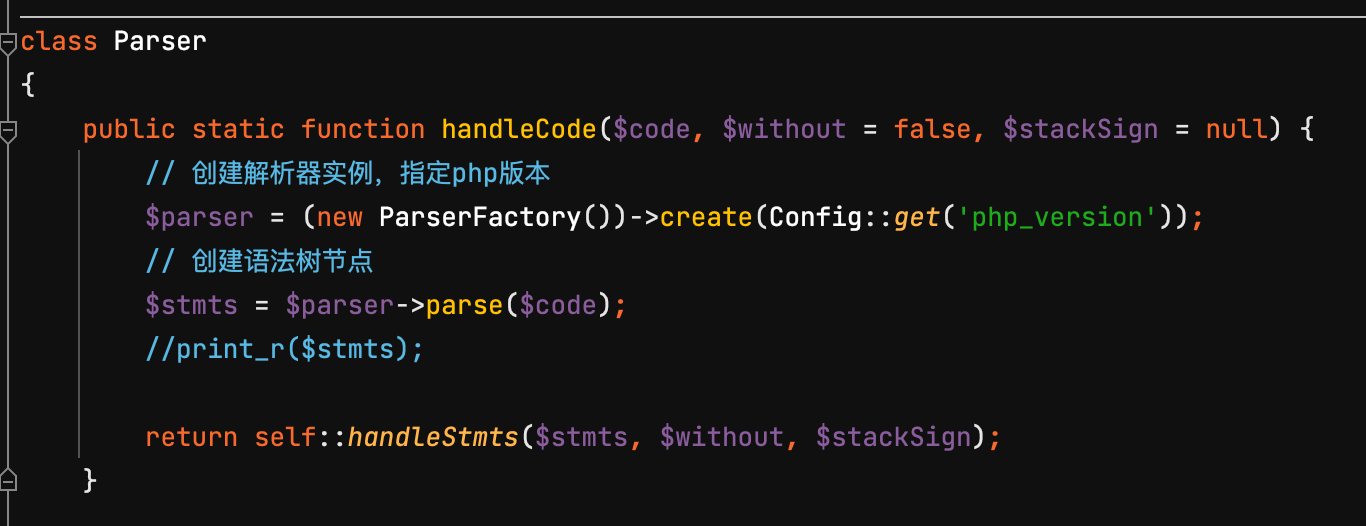 class Parser
{
    public static function handleCode($code, $without = false, $stackSign = null) {
        // 创建解析器实例，指定php版本
        $parser = (new ParserFactory())->create(Config::get('php_version'));
        // 创建语法树节点
        $stmts = $parser->parse($code);
        //print_r($stmts);
        return self::handleStmts($stmts, $without, $stackSign);
    }